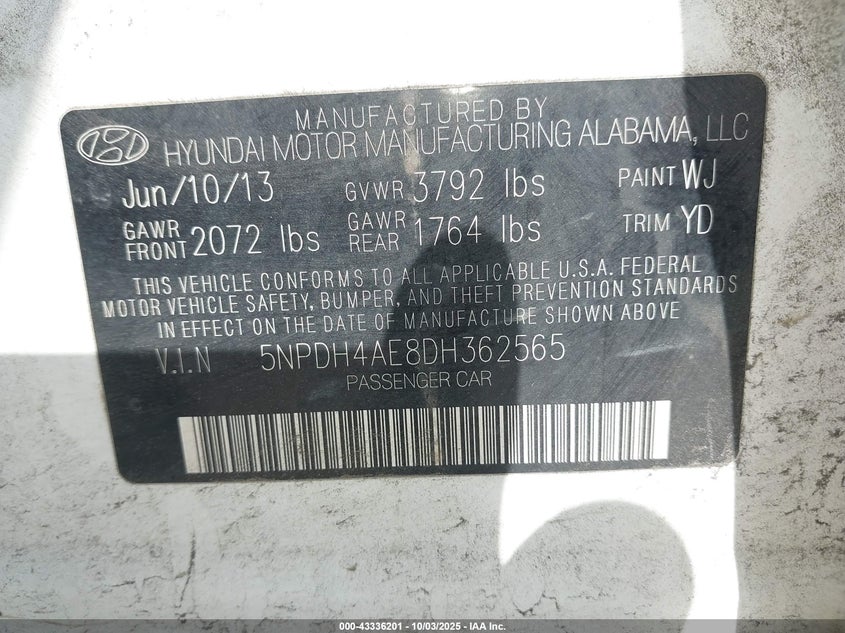 MANUFACTURED BY
HYUNDAI MOTOR MANUFACTURING ALABAMA, LLC
Jun/10/13 GVWR 3792 lbs PAINT WJ
GAWR FRONT 2072 lbs GAWR REAR 1764 lbs TRIM YD
THIS VEHICLE CONFORMS TO ALL APPLICABLE U.S.A. FEDERAL
MOTOR VEHICLE SAFETY, BUMPER, AND THEFT PREVENTION STANDARDS
IN EFFECT ON THE DATE OF MANUFACTURE SHOWN ABOVE
V.I.N 5NPDH4AE8DH362565
PASSENGER CAR
000-43336201 - 10/03/2025 - IAA Inc.